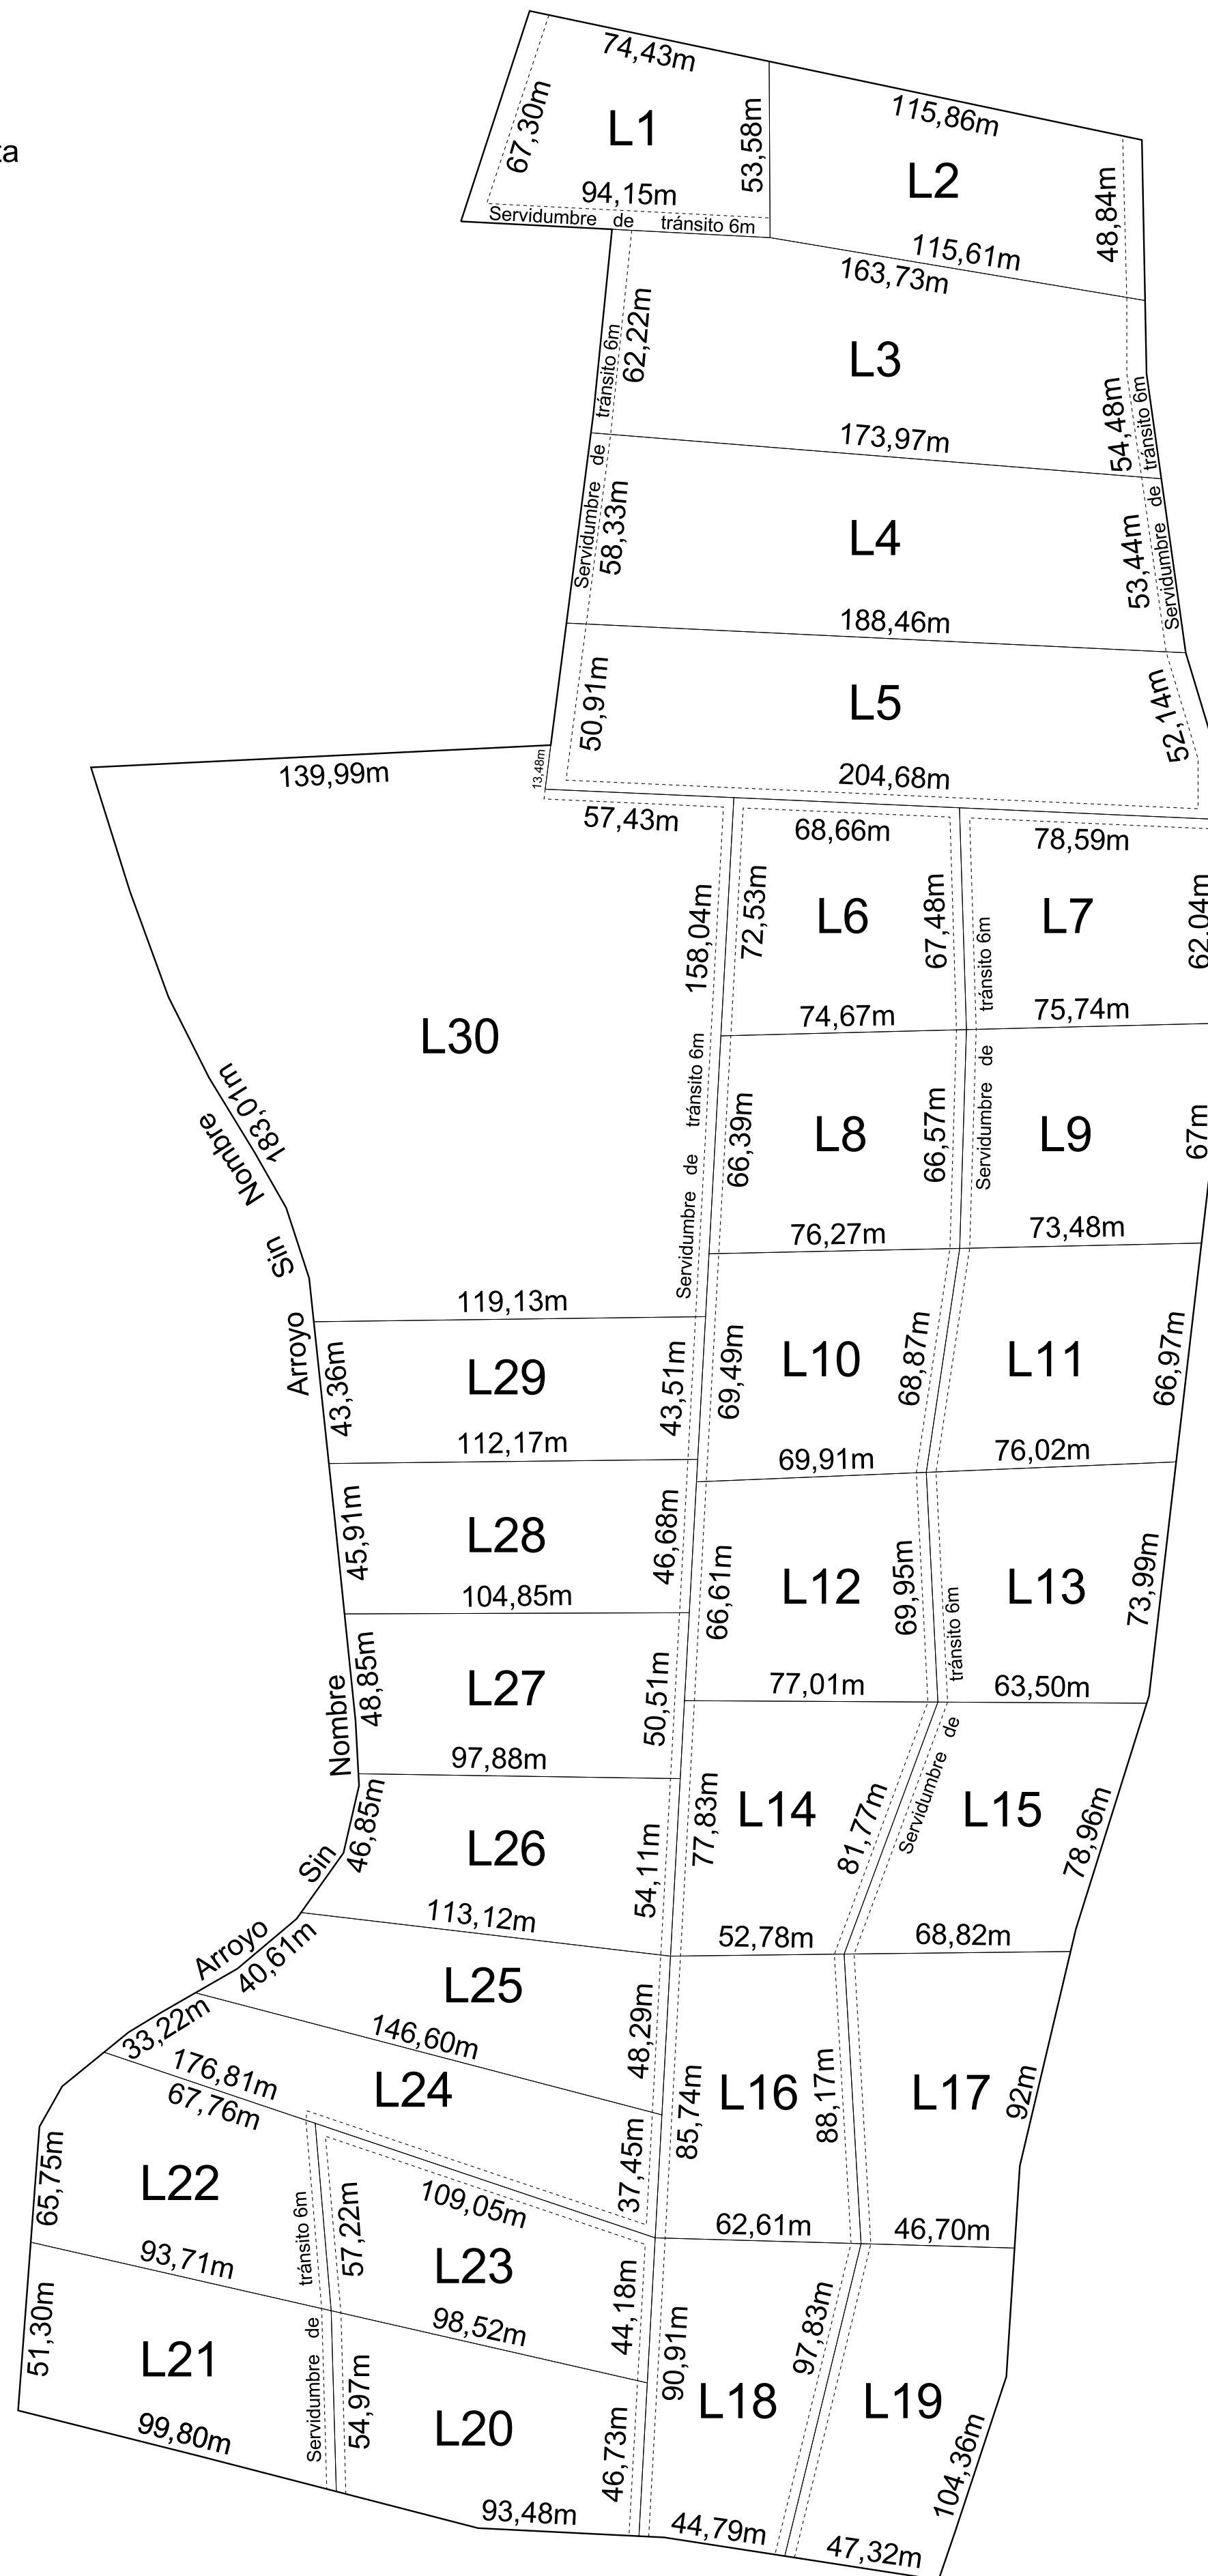 ta
74,43m
67,30m
L1
53,58m
94,15m
Servidumbre de tránsito 6m
115,86m
L2
48,84m
115,61m
163,73m
62,22m
Servidumbre de tránsito 6m
L3
54,48m
Servidumbre de tránsito 6m
173,97m
58,33m
L4
53,44m
188,46m
50,91m
L5
52,14m
204,68m
13,48m
139,99m
57,43m
68,66m
78,59m
158,04m
72,53m
L6
67,48m
tránsito 6m
Servidumbre de
L7
62,04m
74,67m
75,74m
L30
183,01m
Arroyo Sin Nombre
Servidumbre de tránsito 6m
66,39m
L8
66,57m
L9
67m
76,27m
73,48m
119,13m
43,36m
L29
43,51m
69,49m
L10
68,87m
L11
66,97m
112,17m
69,91m
76,02m
45,91m
L28
46,68m
66,61m
L12
69,95m
L13
73,99m
104,85m
tránsito 6m
Servidumbre de
48,85m
L27
50,51m
77,01m
63,50m
97,88m
Arroyo Sin Nombre
46,85m
L26
54,11m
77,83m
L14
81,77m
L15
78,96m
113,12m
52,78m
68,82m
40,61m
L25
48,29m
146,60m
33,22m
176,81m
L24
37,45m
85,74m
L16
88,17m
L17
92m
67,76m
65,75m
L22
tránsito 6m
Servidumbre de
57,22m
109,05m
L23
44,18m
62,61m
46,70m
93,71m
98,52m
51,30m
L21
54,97m
L20
46,73m
90,91m
L18
97,83m
L19
104,36m
99,80m
93,48m
44,79m
47,32m